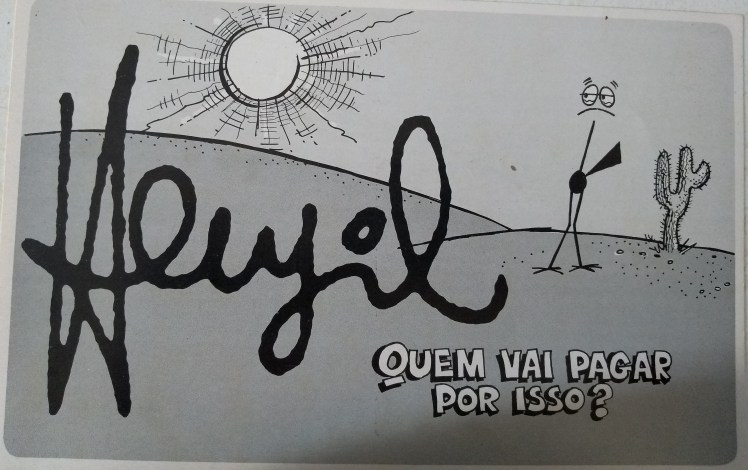 Henfil
QUEM VAI PAGAR
POR ISSO?